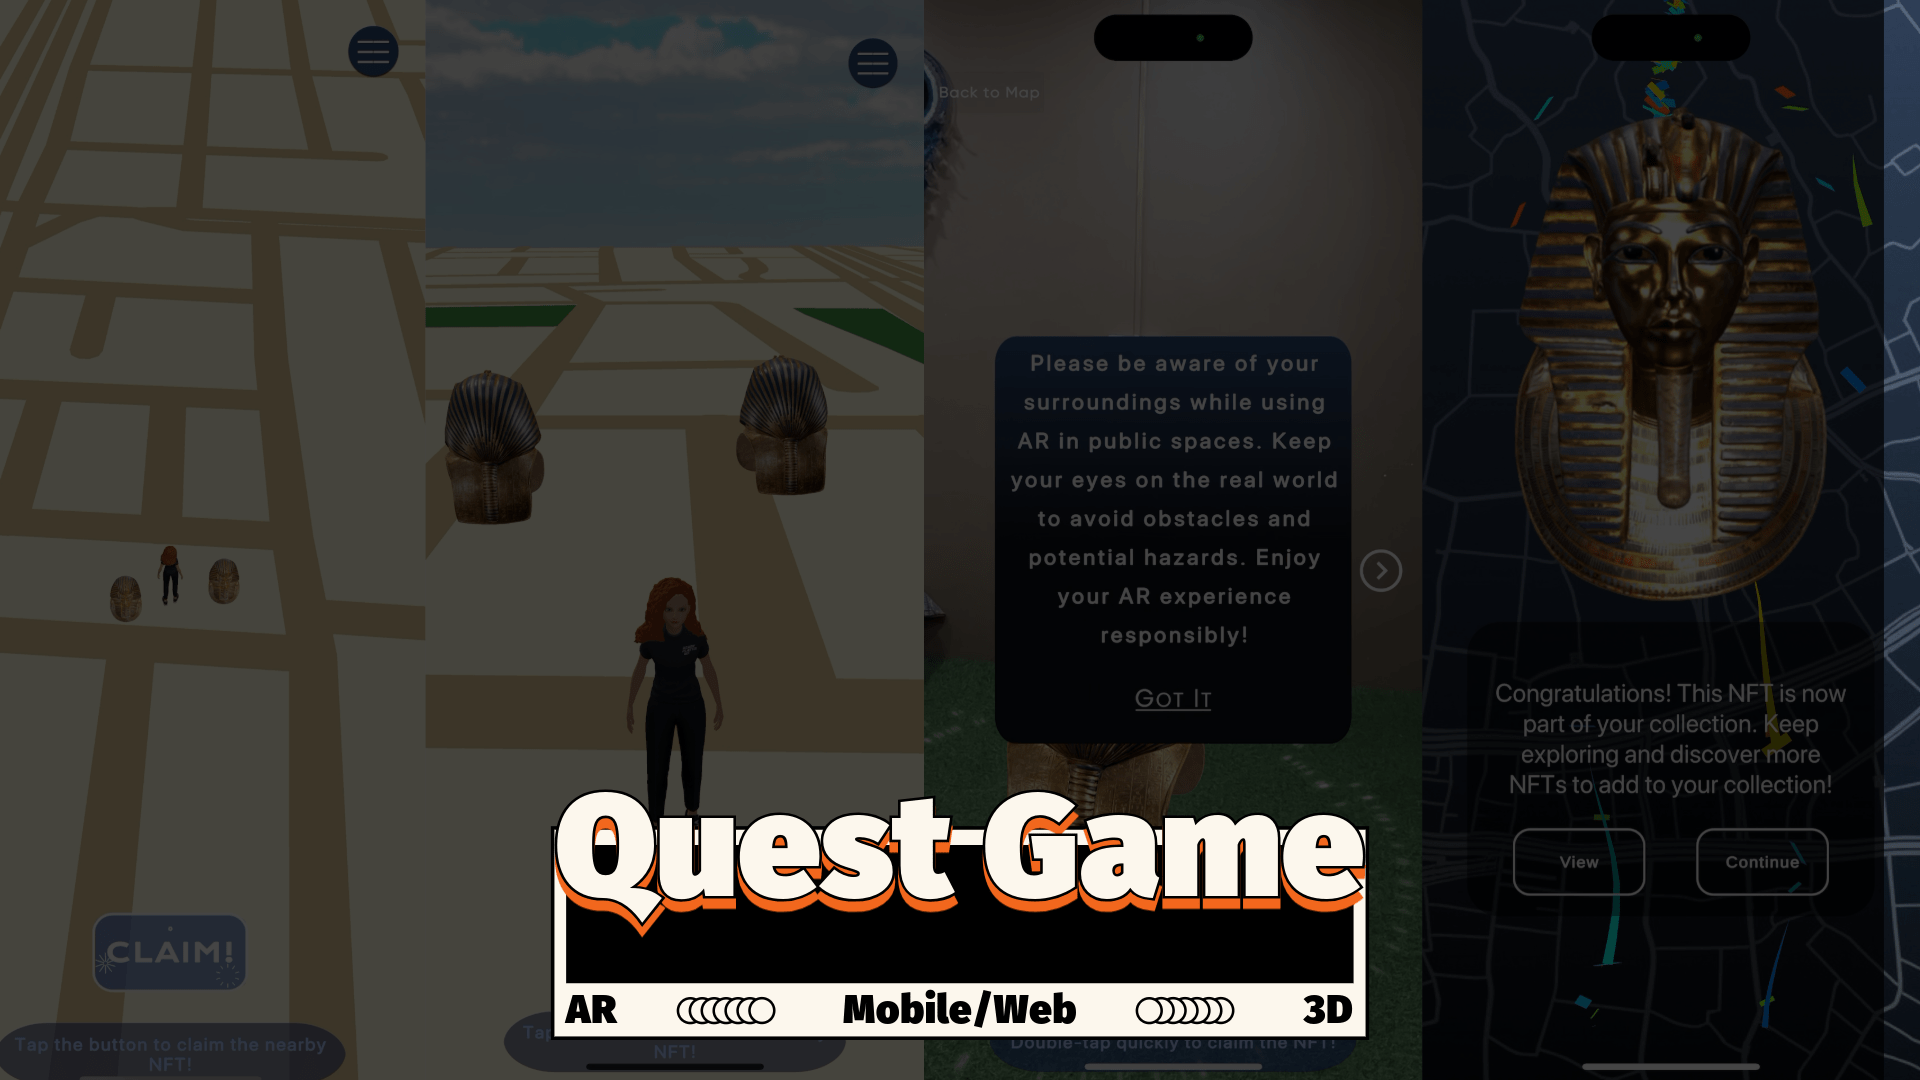 CLAIM!
Tap the button to claim the nearby
NFT!
Tap
NFT!
Back to Map
Please be aware of your
surroundings while using
AR in public spaces. Keep
your eyes on the real world
to avoid obstacles and
potential hazards. Enjoy
your AR experience
responsibly!
GOT IT
Double-tap quickly to claim the NFT!
Congratulations! This NFT is now
part of your collection. Keep
exploring and discover more
NFTs to add to your collection!
View
Continue
Quest Game
AR
Mobile/Web
3D